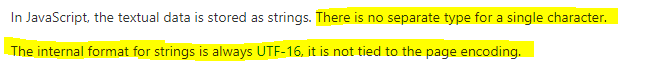 In JavaScript, the textual data is stored as strings. There is no separate type for a single character.
The internal format for strings is always UTF-16, it is not tied to the page encoding.